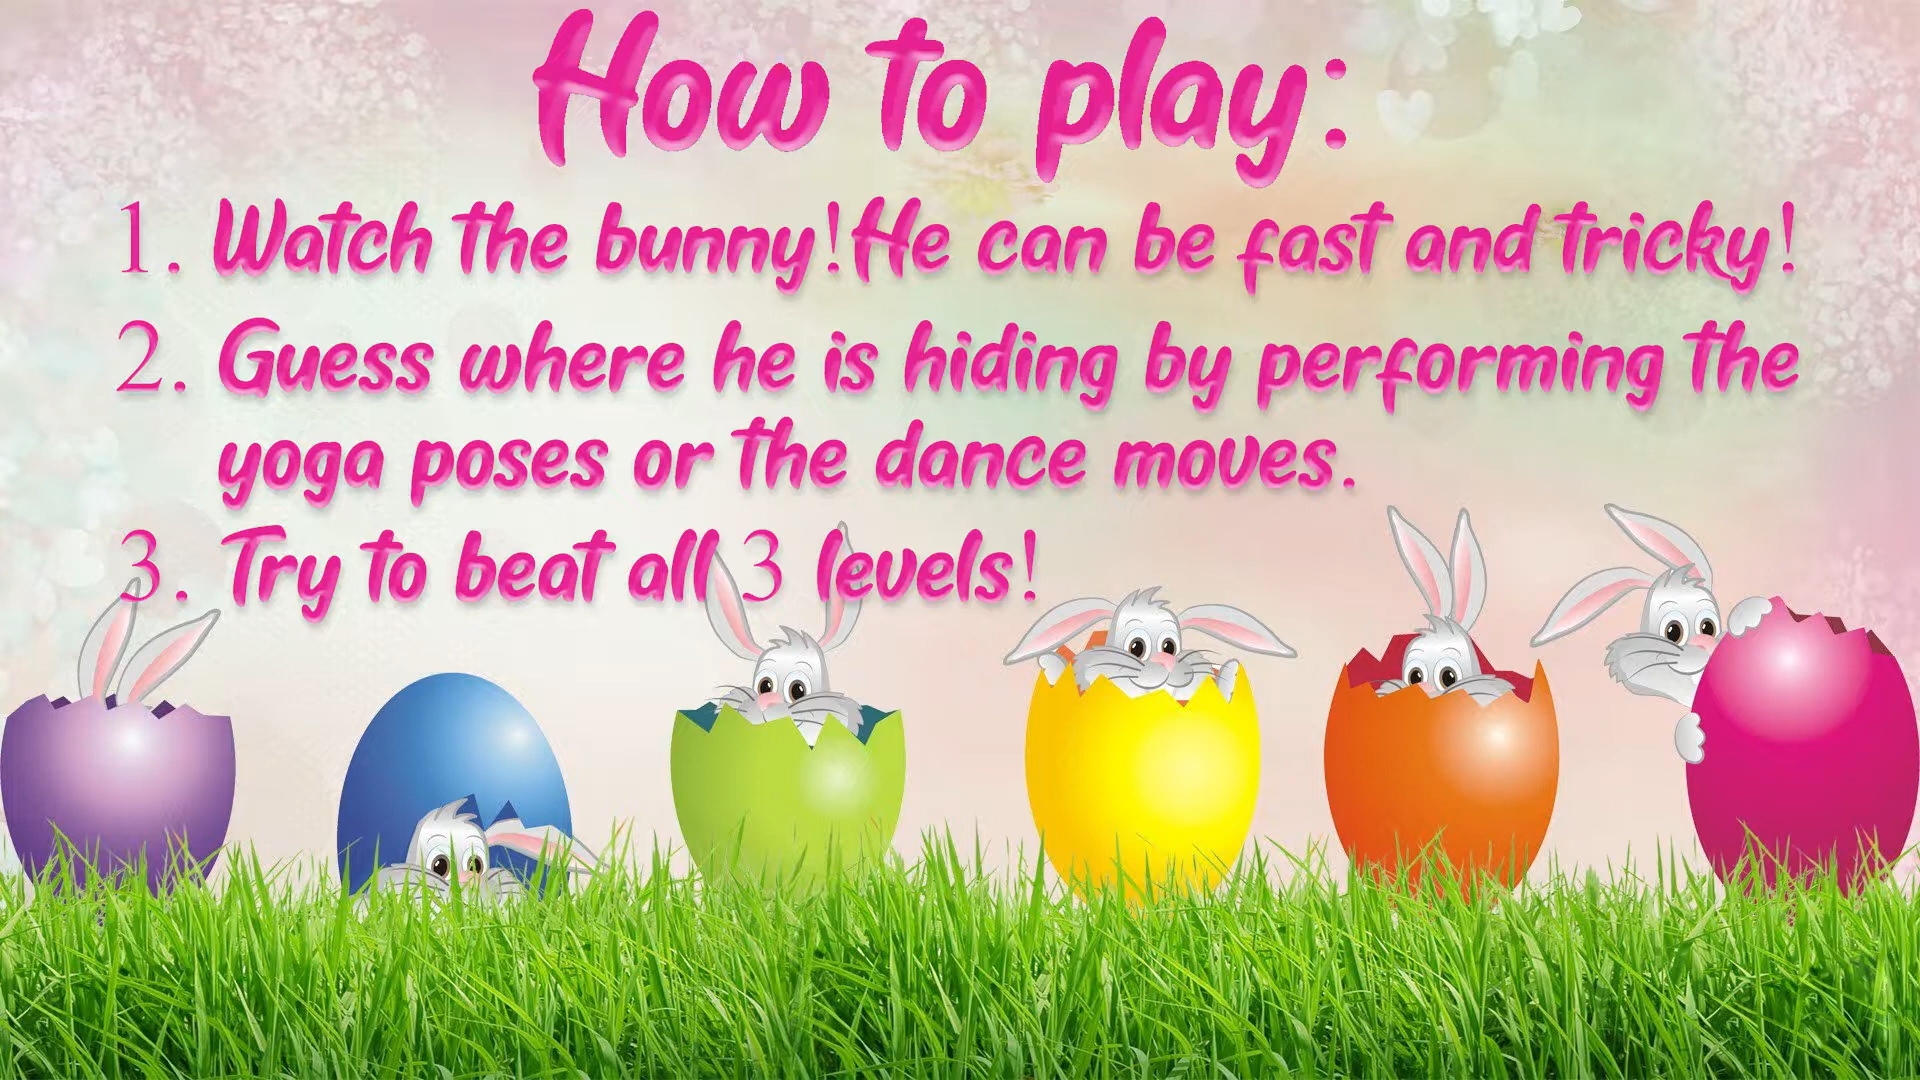 How to play:
1. Watch the bunny!He can be fast and tricky!
2. Guess where he is hiding by performing the
yoga poses or the dance moves.
3. Try to beat all 3 levels!